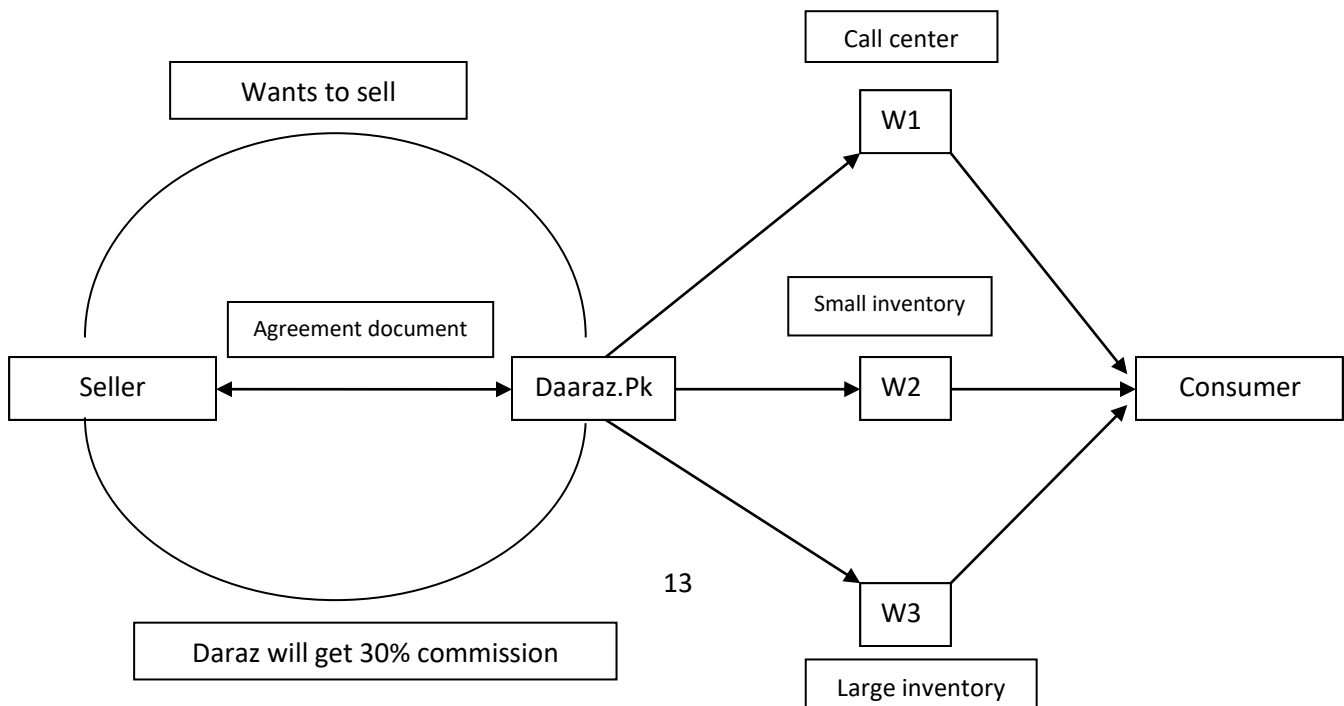 Call center
Wants to sell
W1
Small inventory
Agreement document
Seller
Daaraz.Pk
W2
Consumer
13
W3
Daraz will get 30% commission
Large inventory